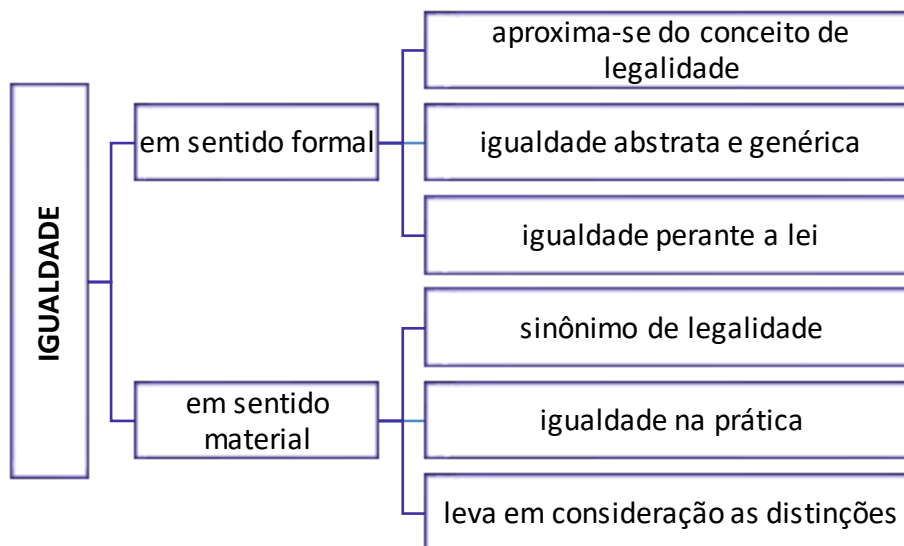 IGUALDADE
em sentido formal
aproxima-se do conceito de
legalidade
igualdade abstrata e genérica
igualdade perante a lei
em sentido
material
sinônimo de legalidade
igualdade na prática
leva em consideração as distinções